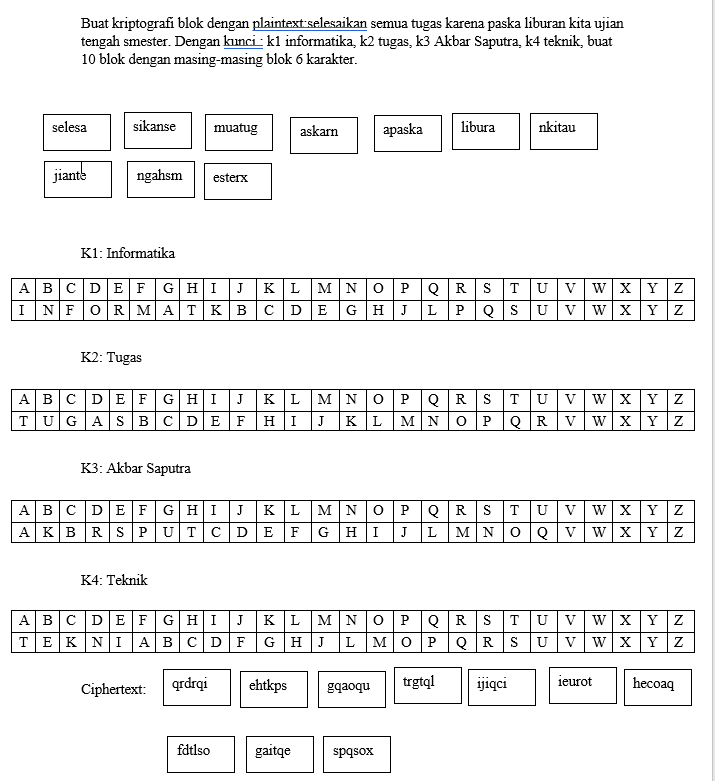 Buat kriptografi blok dengan plaintext:selesaikan semua tugas karena paska liburan kita ujian
tengah smester. Dengan kunci : k1 informatika, k2 tugas, k3 Akbar Saputra, k4 teknik, buat
10 blok dengan masing-masing blok 6 karakter.
selesa sikanse muatug askarn apaska libura nkitau
jiante ngahsm esterx
K1: Informatika
A B C D E F G H I J K L M N O P Q R S T U V W X Y Z
I N F O R M A T K B C D E G H J L P Q S U V W X Y Z
K2: Tugas
A B C D E F G H I J K L M N O P Q R S T U V W X Y Z
T U G A S B C D E F H I J K L M N O P Q R V W X Y Z
K3: Akbar Saputra
A B C D E F G H I J K L M N O P Q R S T U V W X Y Z
A K B R S P U T C D E F G H I J L M N O Q V W X Y Z
K4: Teknik
A B C D E F G H I J K L M N O P Q R S T U V W X Y Z
T E K N I A B C D F G H J L M O P Q R S U V W X Y Z
Ciphertext: qrdrqi ehtkps gqaoqu trgtql ijiqci ieurot hecoaq
fdtlso gaitqe spqsox